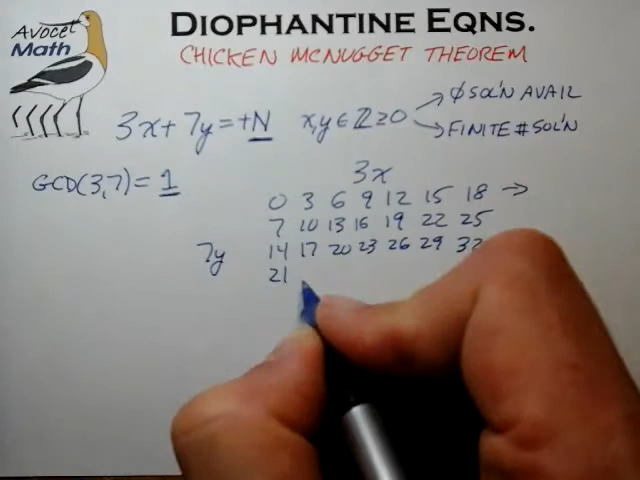 Avocet
Math
DIOPHANTINE EQNS.
CHICKEN MCNUGGET THEOREM
3x + 7y = +N
x,y ∈ ℤ ≥ 0
∅ SOL'N AVAIL
FINITE # SOL'N
GCD(3,7) = 1
3x
0 3 6 9 12 15 18 →
7 10 13 16 19 22 25
7y
14 17 20 23 26 29 32
21